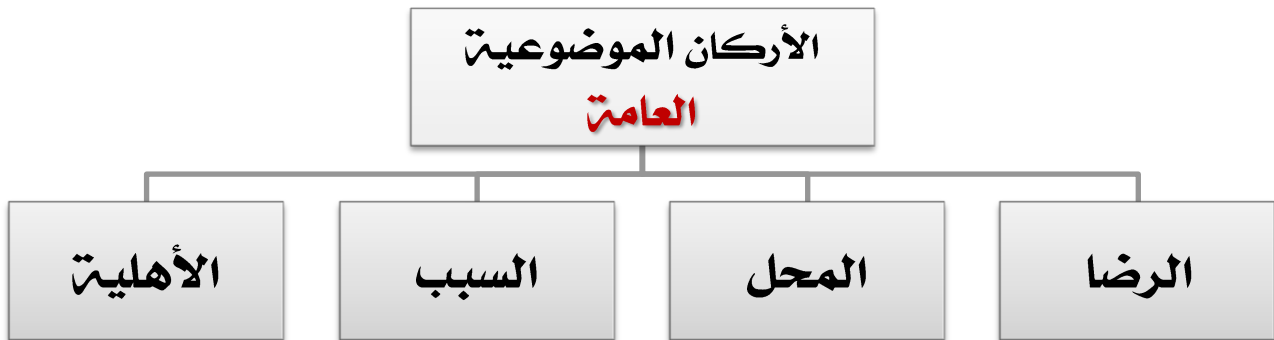 الأركان الموضوعية
العامة
الرضا
المحل
السبب
الأهلية